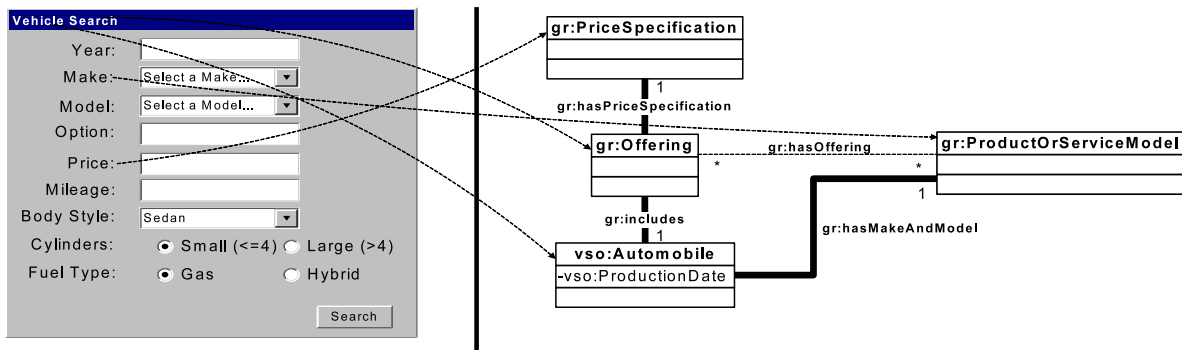 Vehicle Search
Year:
Make: Select a Make...
Model: Select a Model...
Option:
Price:
Mileage:
Body Style: Sedan
Cylinders: Small (<=4) Large (>4)
Fuel Type: Gas Hybrid
Search
gr:PriceSpecification
1
gr:hasPriceSpecification
gr:Offering
*
gr:hasOffering
*
gr:ProductOrServiceModel
1
gr:includes
1
gr:hasMakeAndModel
vso:Automobile
-vso:ProductionDate